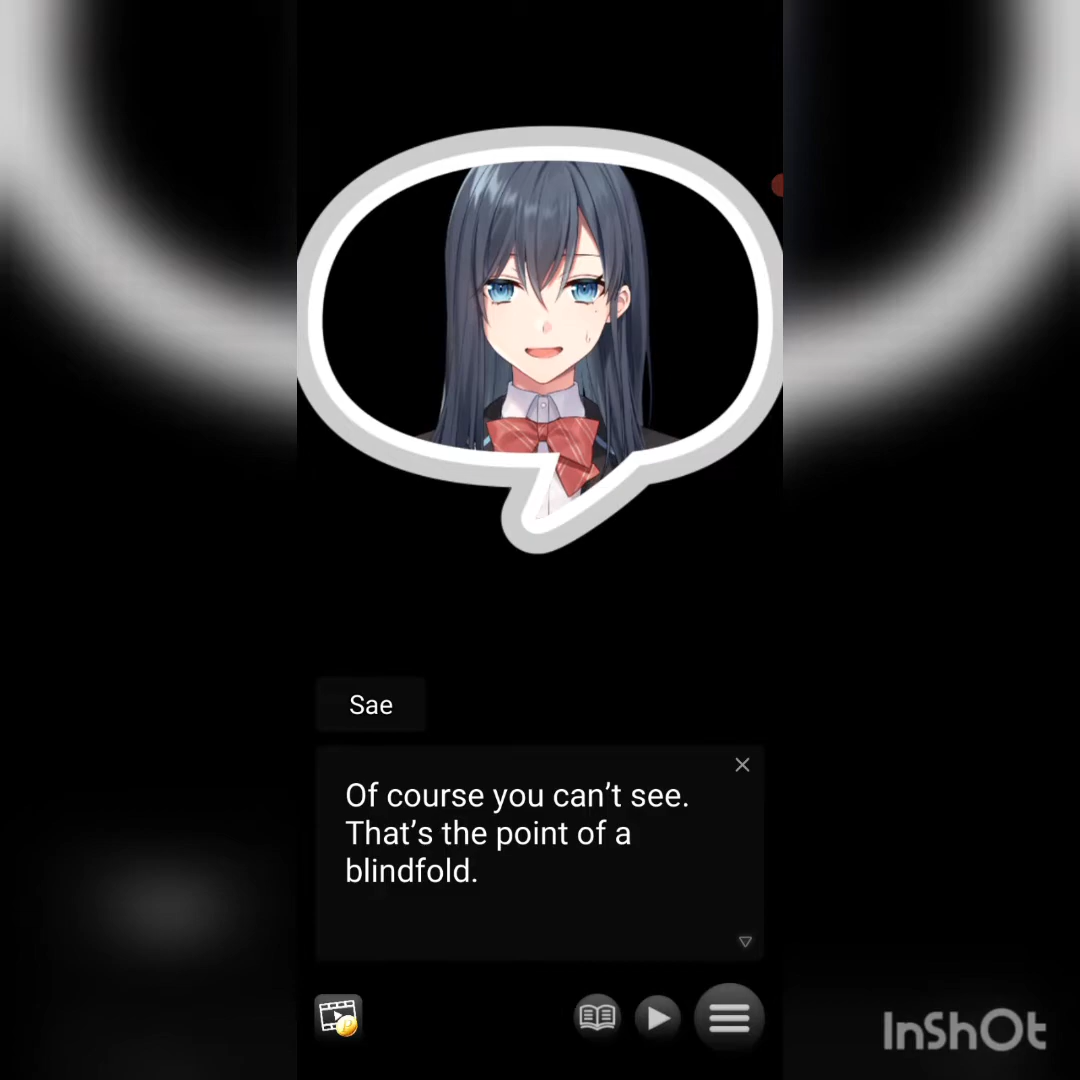 Sae
Of course you can’t see.
That’s the point of a
blindfold.
InShOt